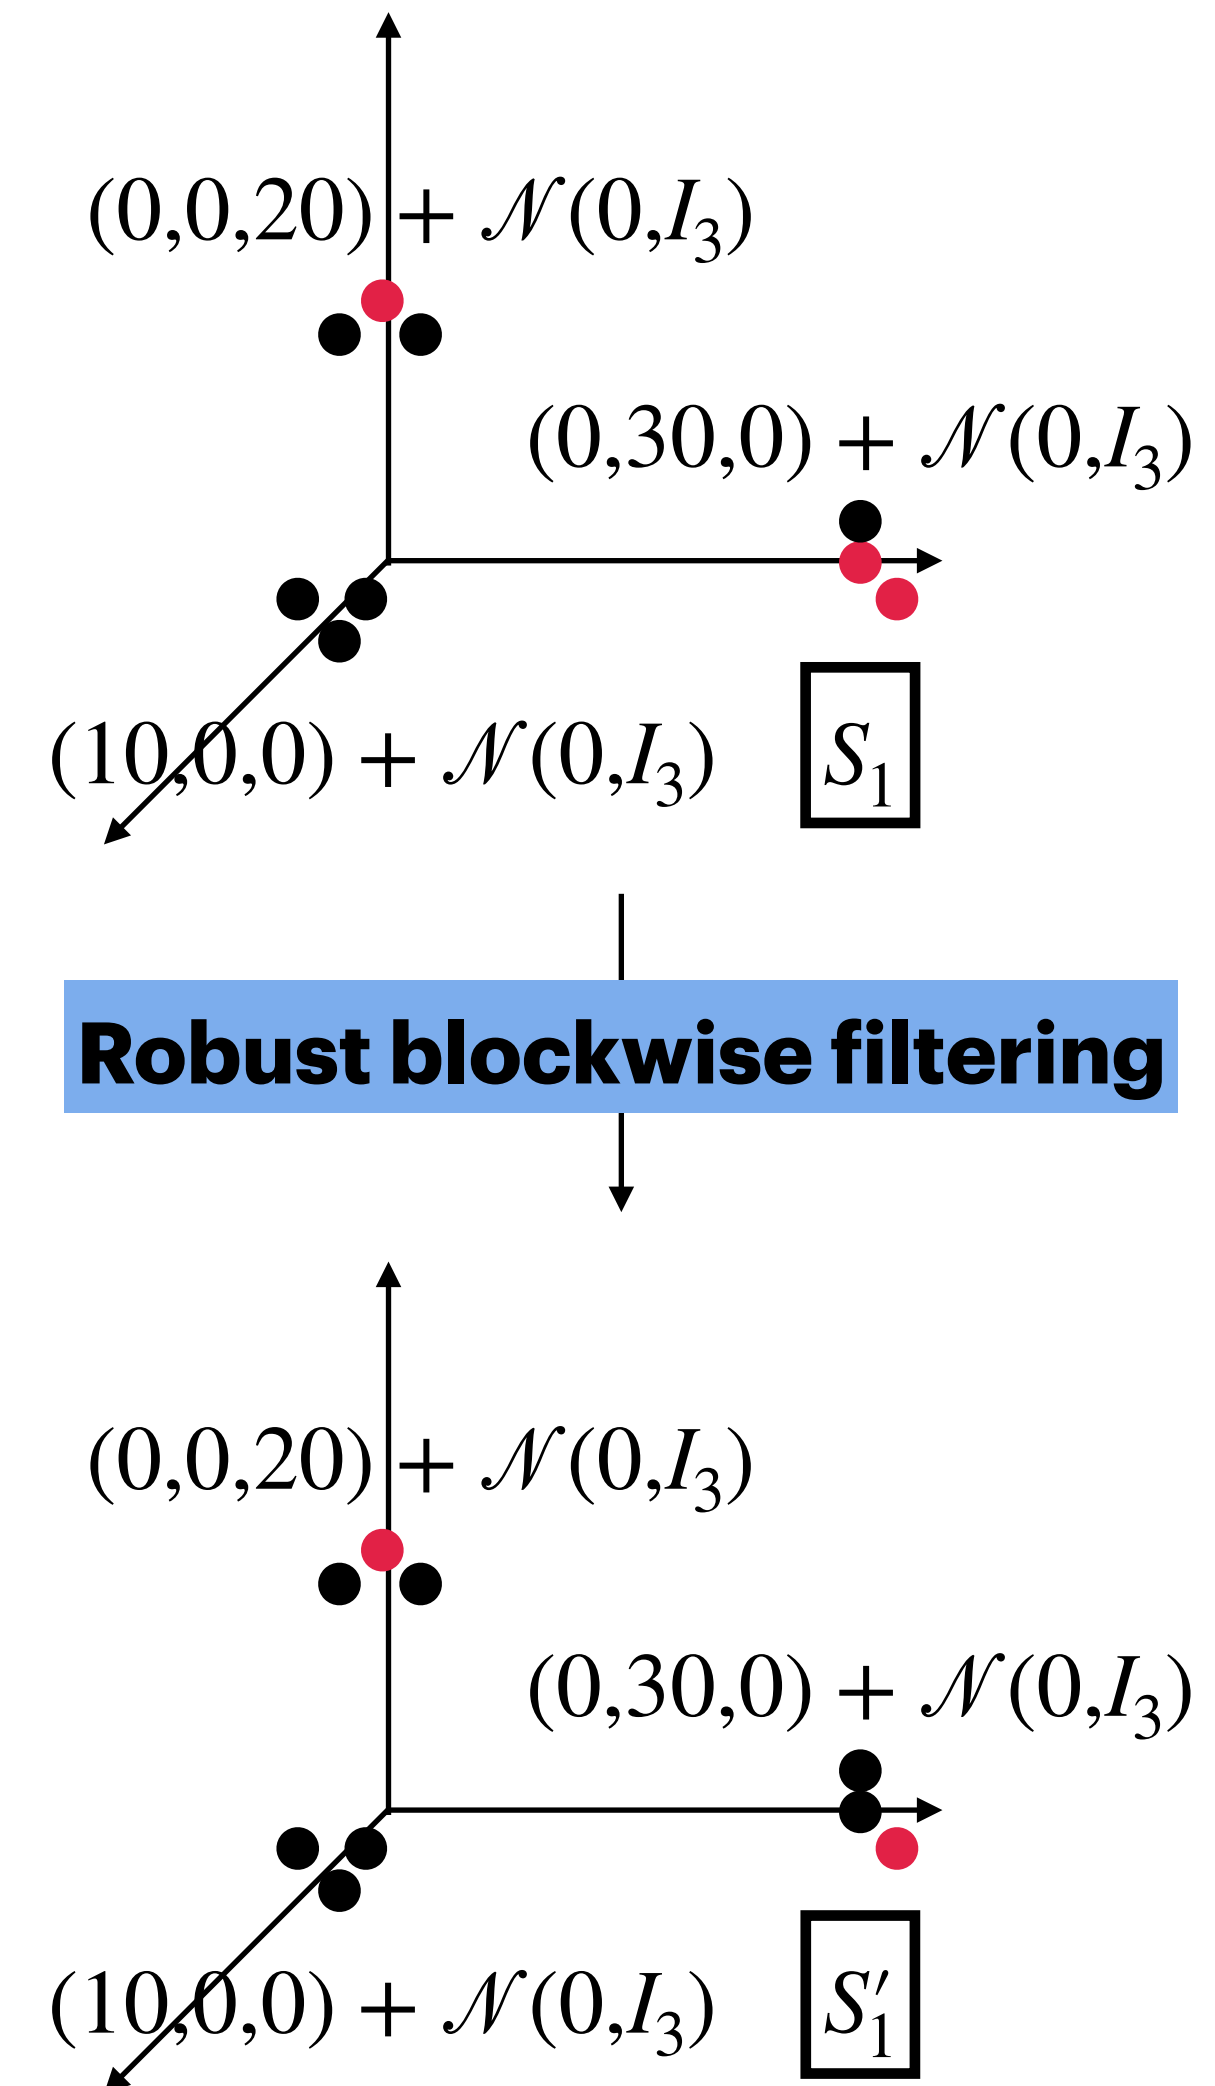 (0,0,20) + 𝒩(0,I₃)
(0,30,0) + 𝒩(0,I₃)
(10,0,0) + 𝒩(0,I₃)
S₁
Robust blockwise filtering
(0,0,20) + 𝒩(0,I₃)
(0,30,0) + 𝒩(0,I₃)
(10,0,0) + 𝒩(0,I₃)
S′₁